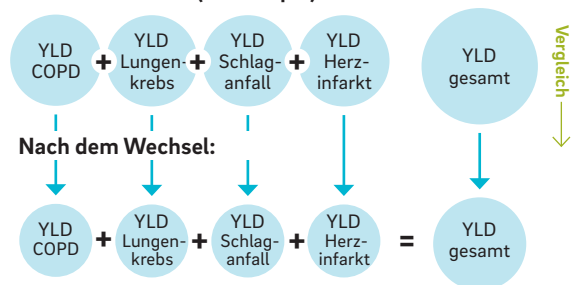 YLD COPD + YLD Lungen-krebs + YLD Schlag-anfall + YLD Herz-infarkt
YLD gesamt
Vergleich
Nach dem Wechsel:
YLD COPD + YLD Lungen-krebs + YLD Schlag-anfall + YLD Herz-infarkt = YLD gesamt